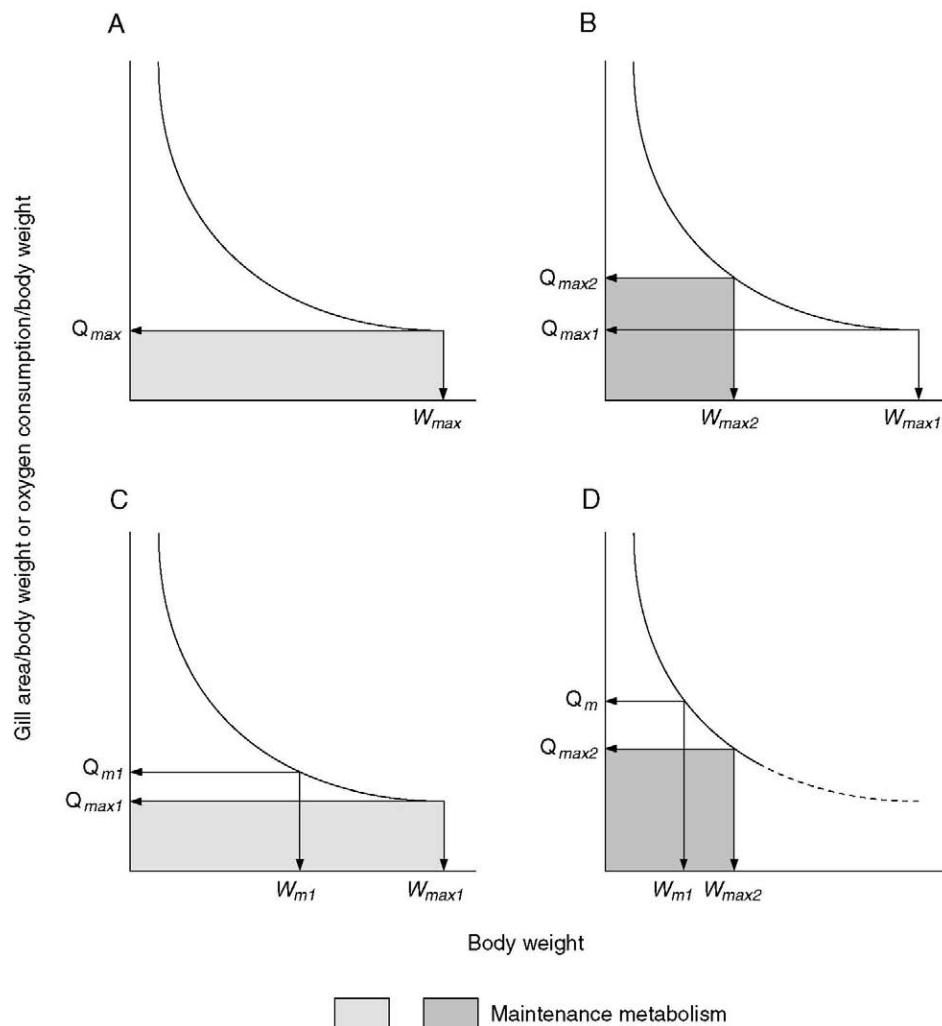 A
B
Gill area/body weight or oxygen consumption/body weight
Qmax
Wmax
Qmax2
Qmax1
Wmax2
Wmax1
C
D
Qm1
Qmax1
Wm1
Wmax1
Qm
Qmax2
Wm1
Wmax2
Body weight
Maintenance metabolism